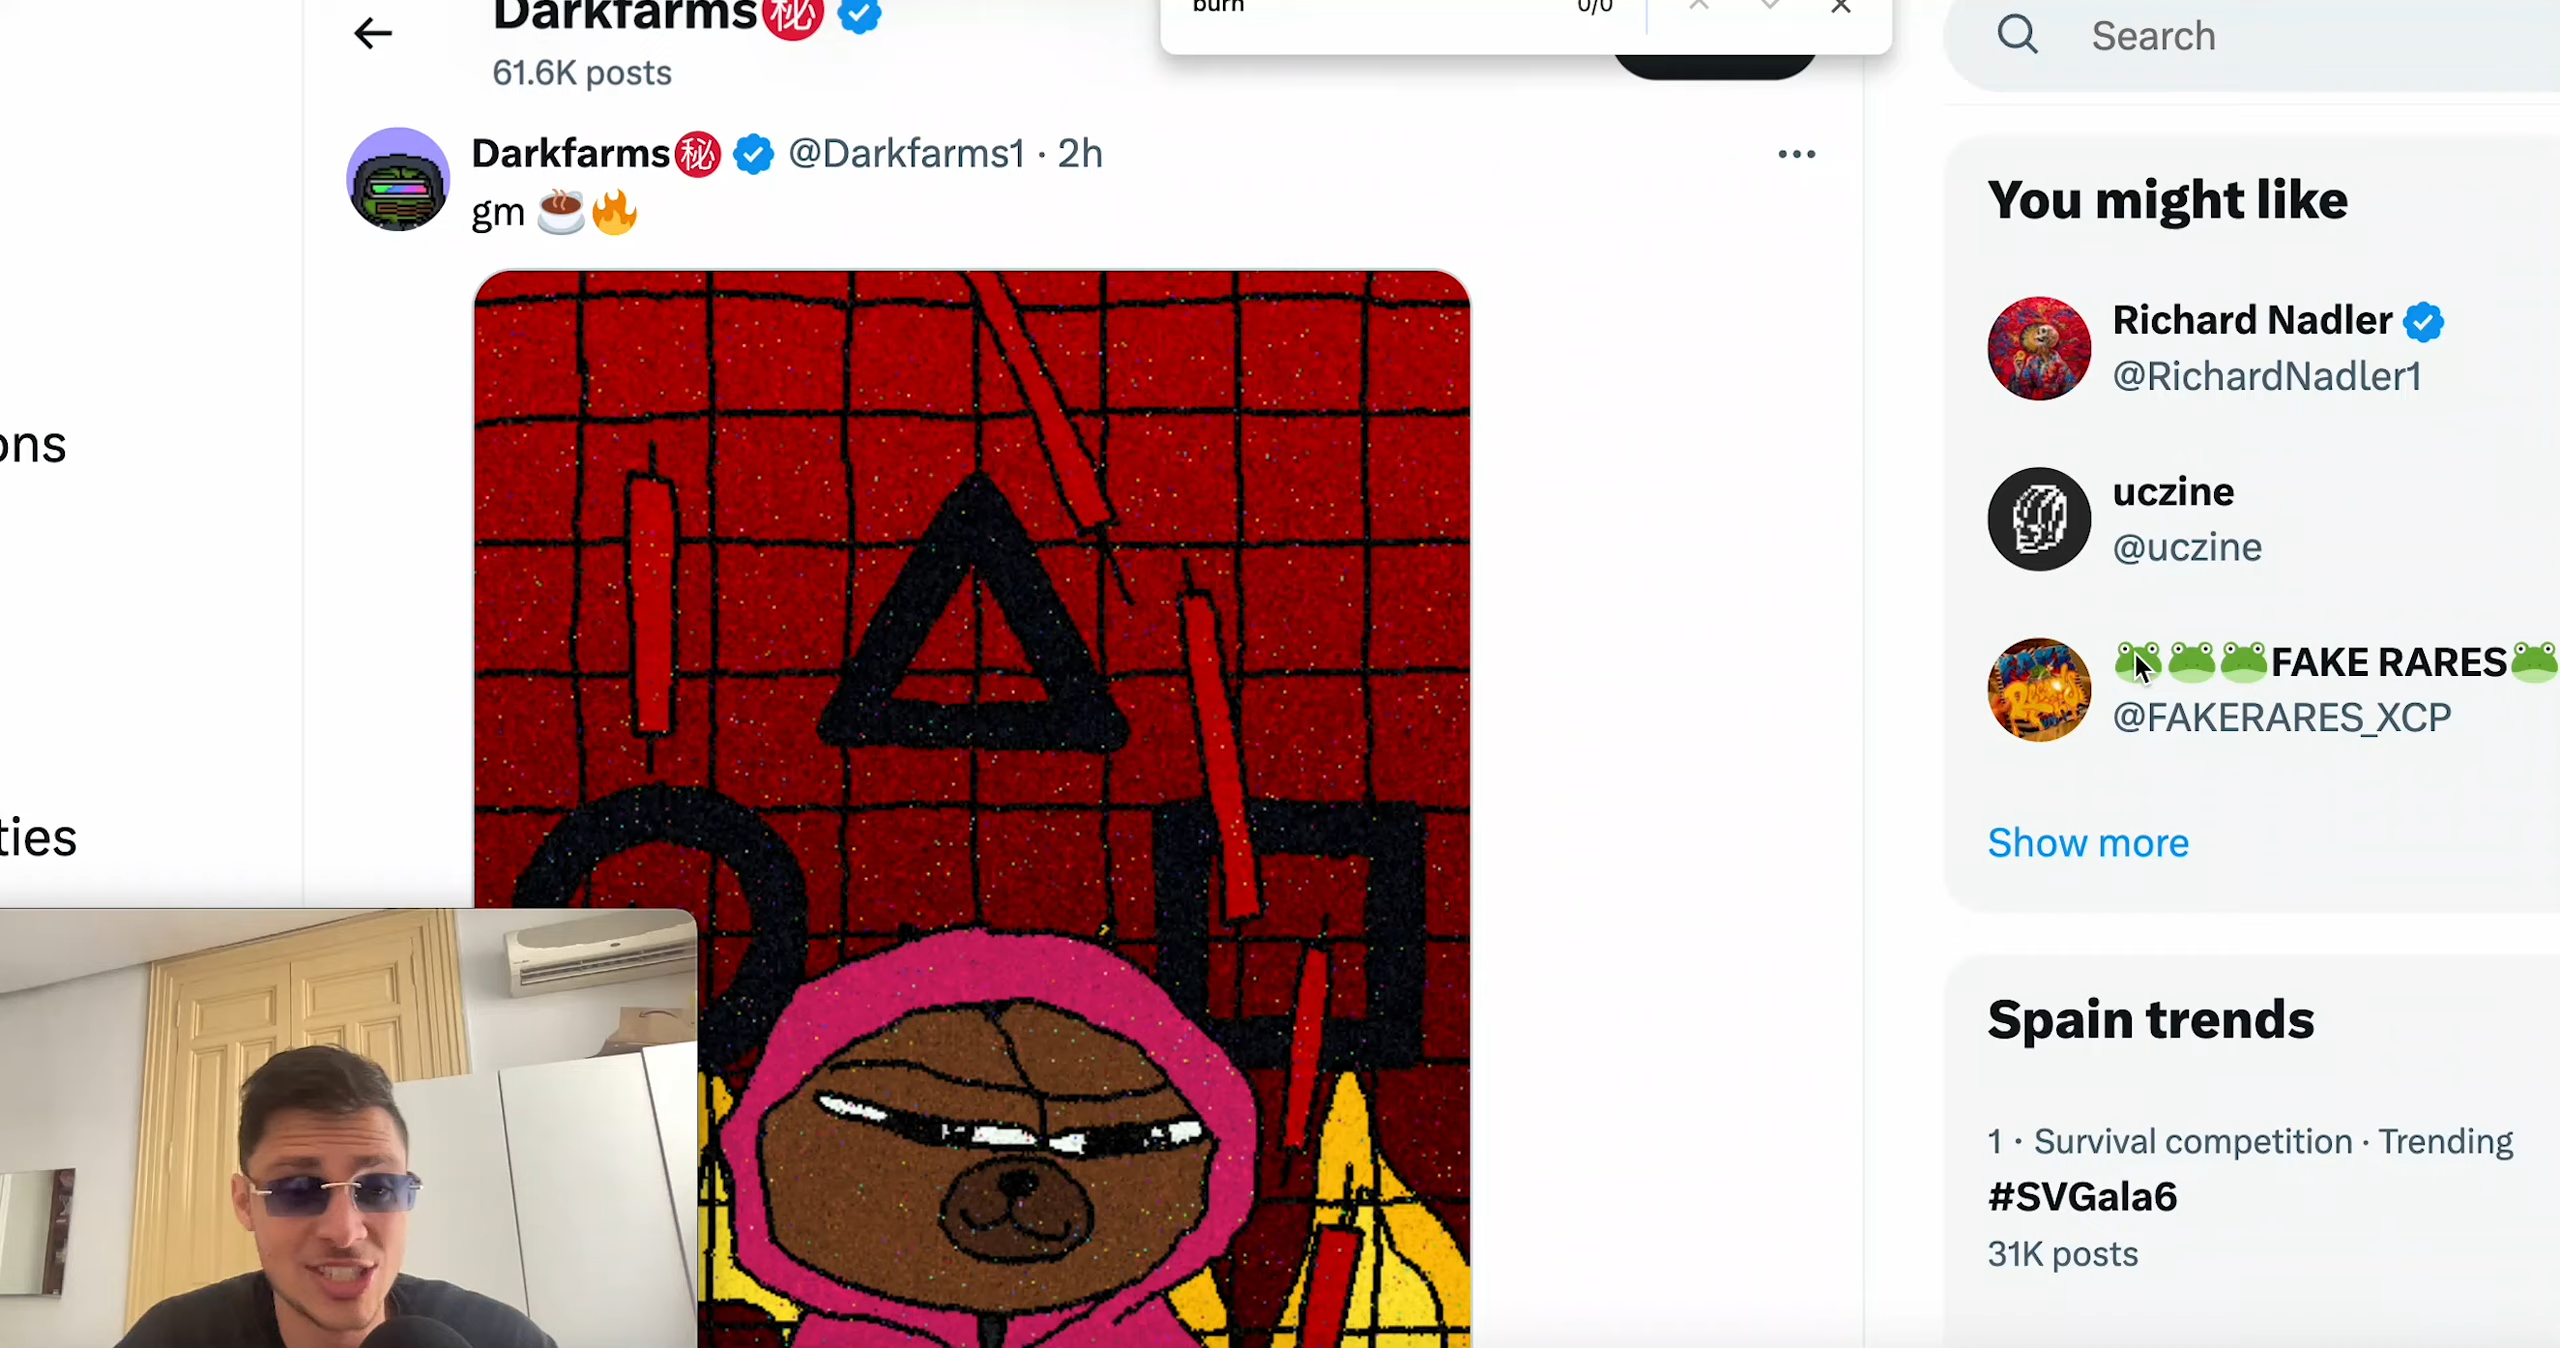 Darkfarms㊙️
61.6K posts
burn
0/0
Search
Darkfarms㊙️ @Darkfarms1 · 2h
gm ☕🔥
ons
ties
You might like
Richard Nadler
@RichardNadler1
uczine
@uczine
🐸🐸🐸FAKE RARES🐸
@FAKERARES_XCP
Show more
Spain trends
1 · Survival competition · Trending
#SVGala6
31K posts